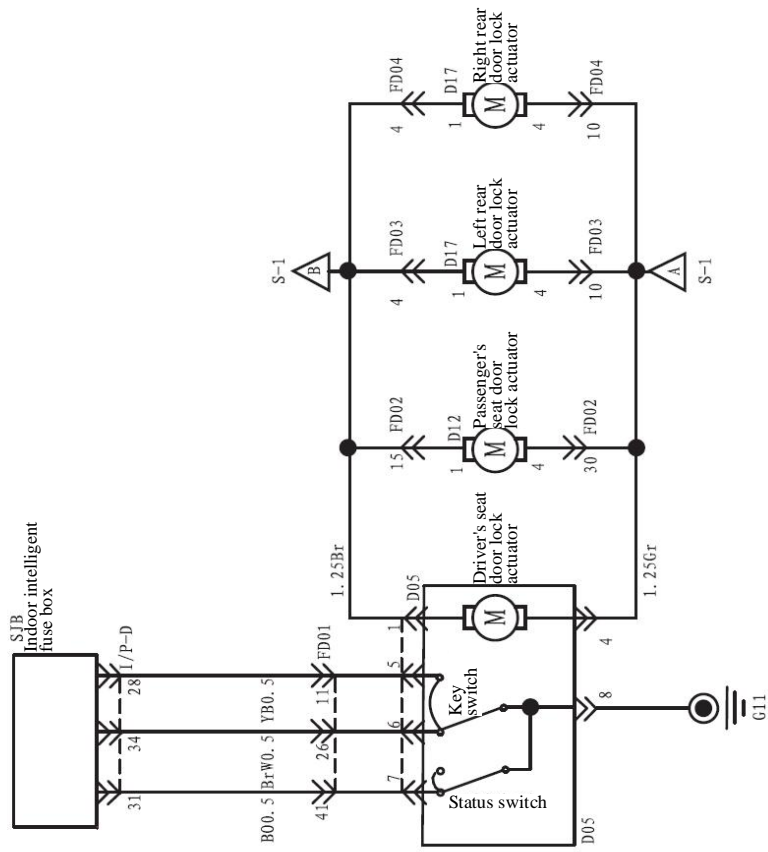 SJB
Indoor intelligent
fuse box
I/P-D
31
34
28
BO0.5
BrW0.5
YB0.5
FD01
41
26
11
7
6
5
1
D05
Key
switch
Status switch
D05
8
G11
1.25Br
Driver's seat
door lock
actuator
M
4
1.25Gr
15
FD02
1
D12
Passenger's
seat door
lock actuator
M
4
30
FD02
S-1
B
4
FD03
1
D17
Left rear
door lock
actuator
M
4
10
FD03
A
S-1
4
FD04
1
D17
Right rear
door lock
actuator
M
4
10
FD04